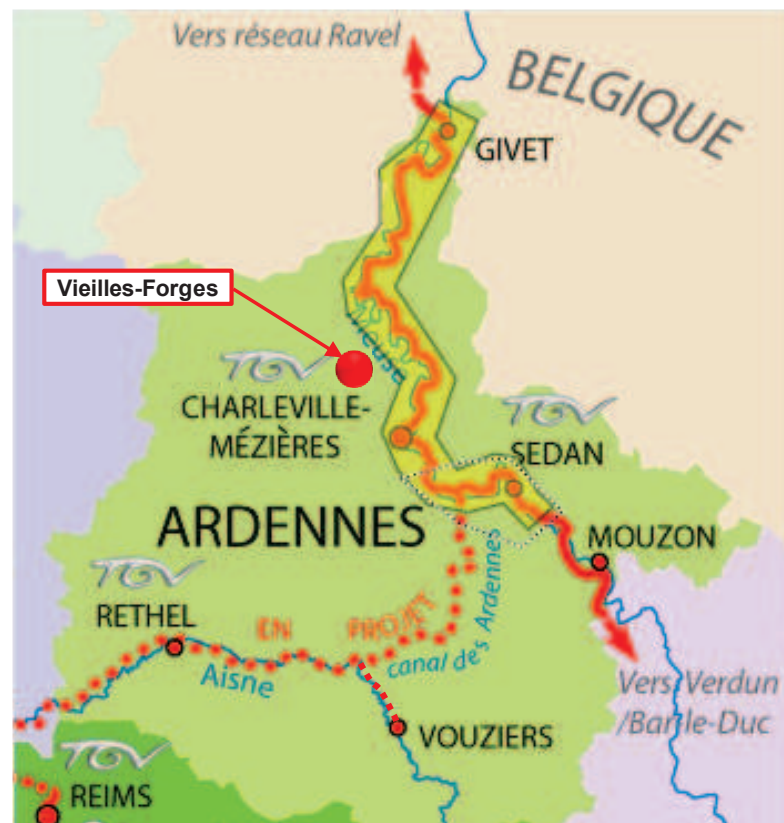 Vers réseau Ravel
BELGIQUE
GIVET
Vieilles-Forges
Meuse
TGV
CHARLEVILLE-
MÉZIÈRES
TGV
SEDAN
ARDENNES
MOUZON
TGV
RETHEL
EN PROJET
canal des Ardennes
Aisne
Vers Verdun
/Bar-le-Duc
VOUZIERS
TGV
REIMS